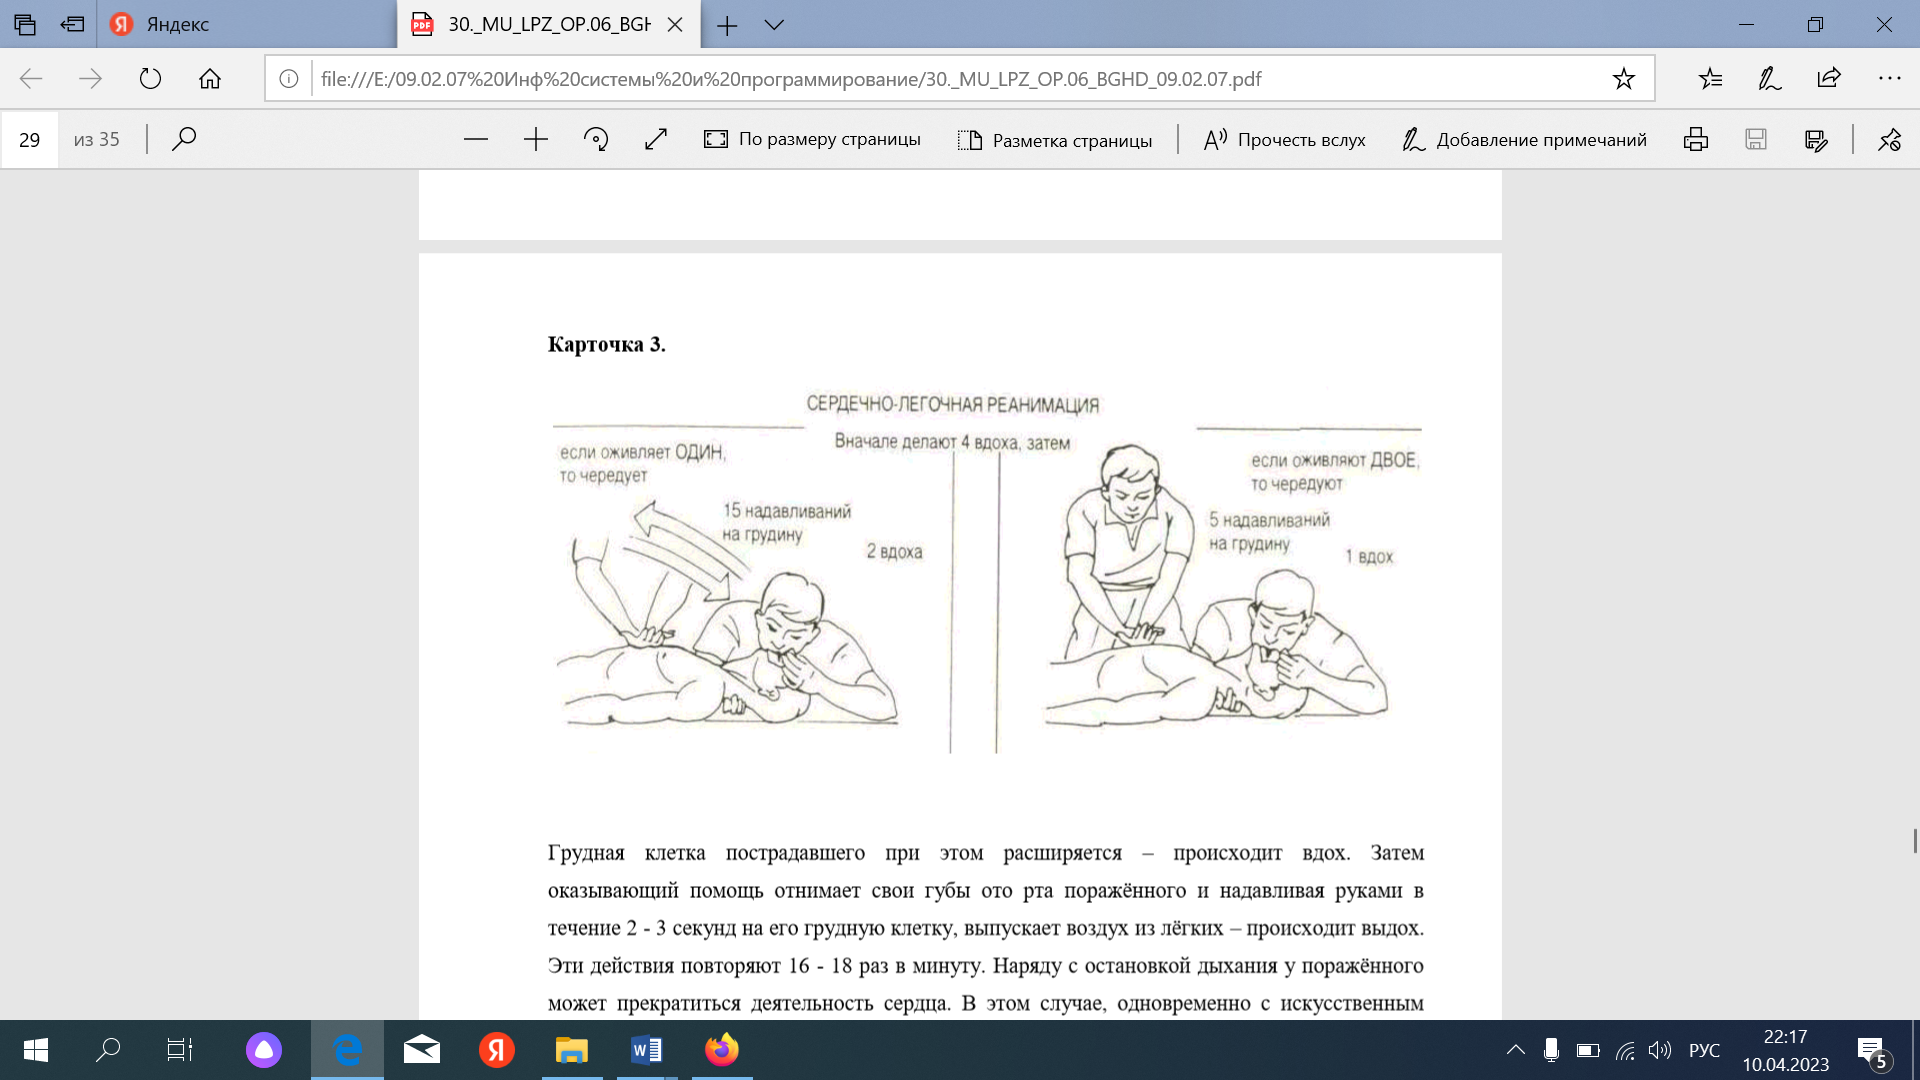 Яндекс
30._MU_LPZ_OP.06_BGH
file:///E:/09.02.07%20Инф%20системы%20и%20программирование/30._MU_LPZ_OP.06_BGHD_09.02.07.pdf
29 из 35
По размеру страницы
Разметка страницы
Прочесть вслух
Добавление примечаний
Карточка 3.
СЕРДЕЧНО-ЛЕГОЧНАЯ РЕАНИМАЦИЯ
Вначале делают 4 вдоха, затем
если оживляет ОДИН,
то чередует
15 надавливаний
на грудину
2 вдоха
если оживляют ДВОЕ,
то чередуют
5 надавливаний
на грудину
1 вдох
Грудная клетка пострадавшего при этом расширяется – происходит вдох. Затем
оказывающий помощь отнимает свои губы ото рта поражённого и надавливая руками в
течение 2 - 3 секунд на его грудную клетку, выпускает воздух из лёгких – происходит выдох.
Эти действия повторяют 16 - 18 раз в минуту. Наряду с остановкой дыхания у поражённого
может прекратиться деятельность сердца. В этом случае, одновременно с искусственным
РУС
22:17
10.04.2023
5